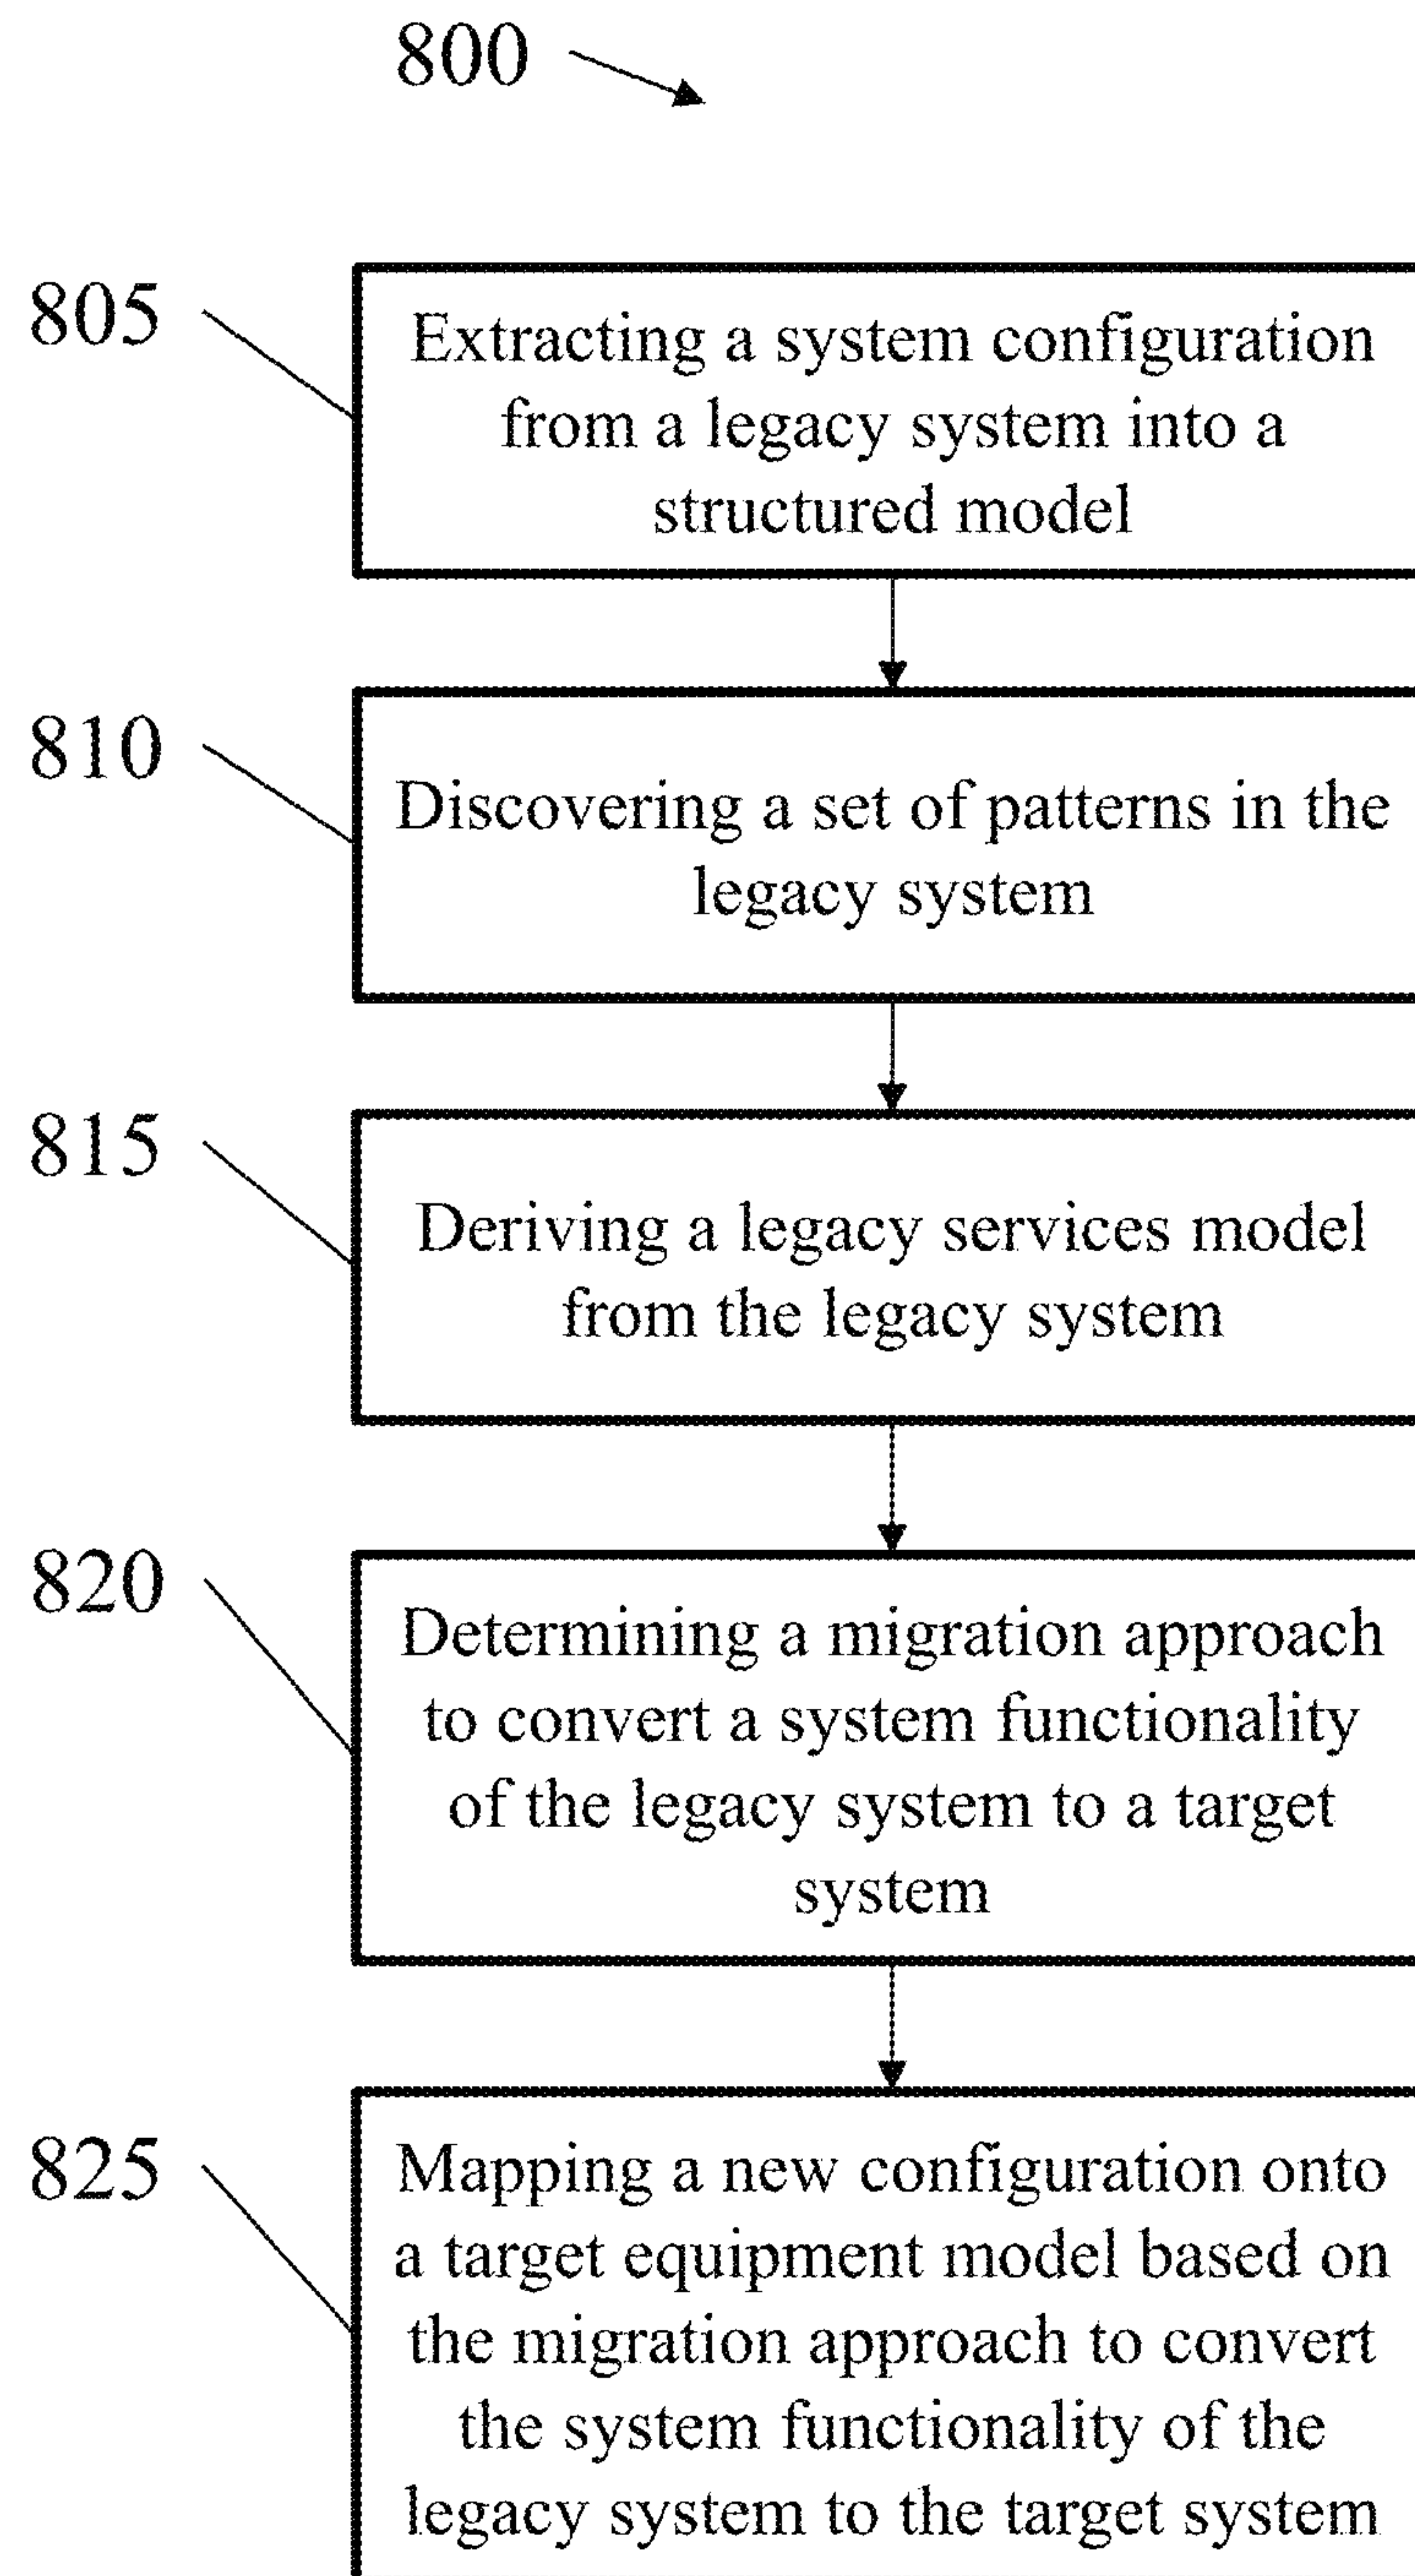 800
805
Extracting a system configuration
from a legacy system into a
structured model
810
Discovering a set of patterns in the
legacy system
815
Deriving a legacy services model
from the legacy system
820
Determining a migration approach
to convert a system functionality
of the legacy system to a target
system
825
Mapping a new configuration onto
a target equipment model based on
the migration approach to convert
the system functionality of the
legacy system to the target system